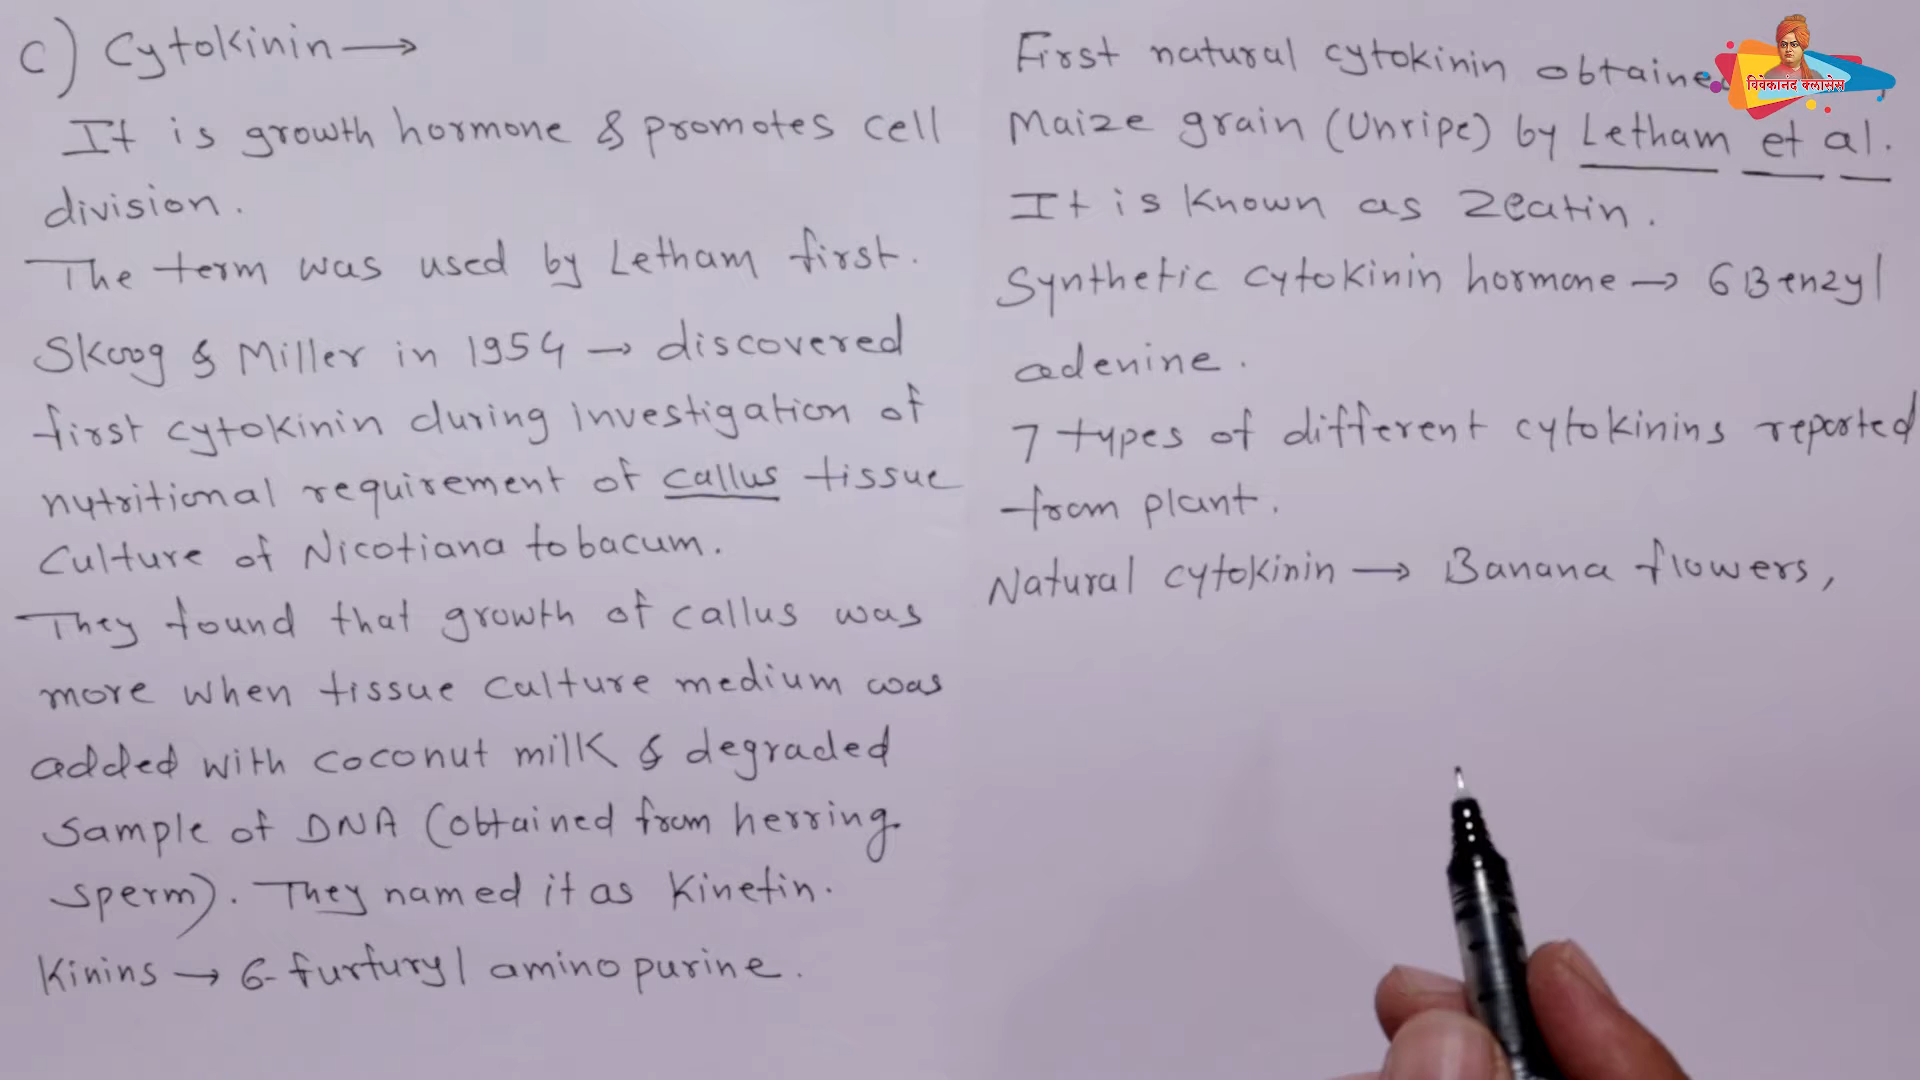 c) Cytokinin →
It is growth hormone & promotes cell
division.
The term was used by Letham first.
Skoog & Miller in 1954 → discovered
first cytokinin during investigation of
nutritional requirement of callus tissue
culture of Nicotiana tobacum.
They found that growth of callus was
more when tissue culture medium was
added with coconut milk & degraded
sample of DNA (obtained from herring
sperm). They named it as Kinetin.
Kinins → 6-furfuryl amino purine.
First natural cytokinin obtaine
Maize grain (Unripe) by Letham et al.
It is known as Zeatin.
Synthetic cytokinin hormone → 6 Benzyl
adenine.
7 types of different cytokinins reported
from plant.
Natural cytokinin → Banana flowers,
विवेकानंद क्लासेस